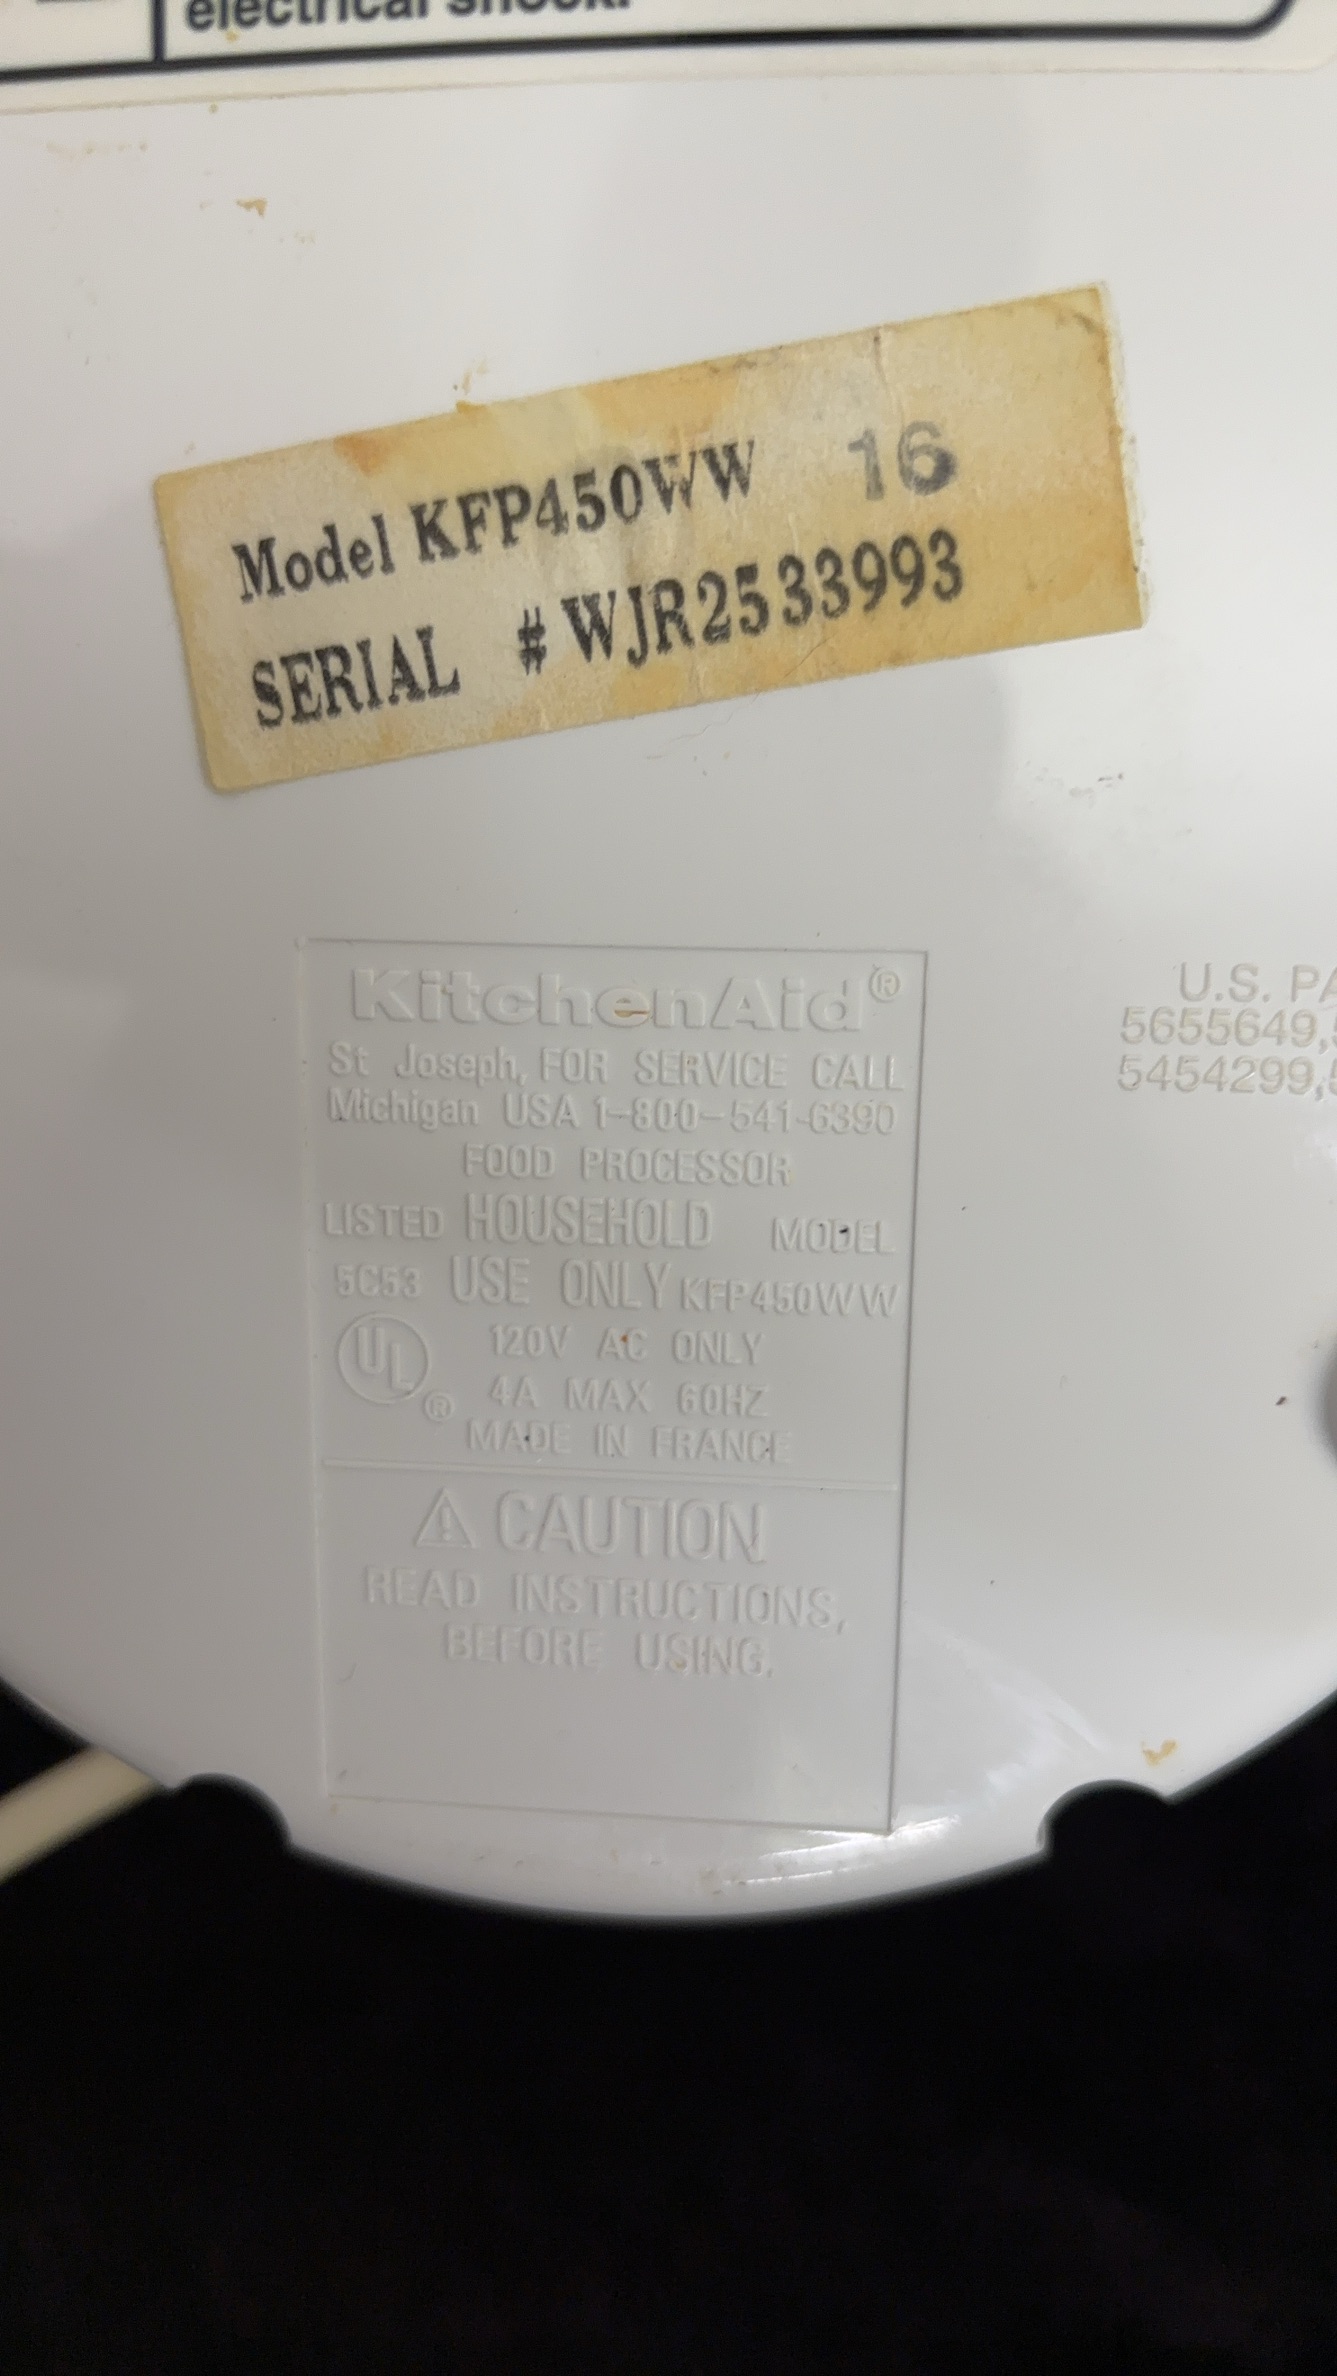 electrical shock.
Model KFP450WW 16
SERIAL # WJR2533993
KitchenAid®
St Joseph, FOR SERVICE CALL
Michigan USA 1-800-541-6390
FOOD PROCESSOR
LISTED HOUSEHOLD MODEL
5C53 USE ONLY KFP450WW
UL® 120V AC ONLY
4A MAX 60HZ
MADE IN FRANCE
⚠ CAUTION
READ INSTRUCTIONS,
BEFORE USING.
U.S. PA
5655649,
5454299,